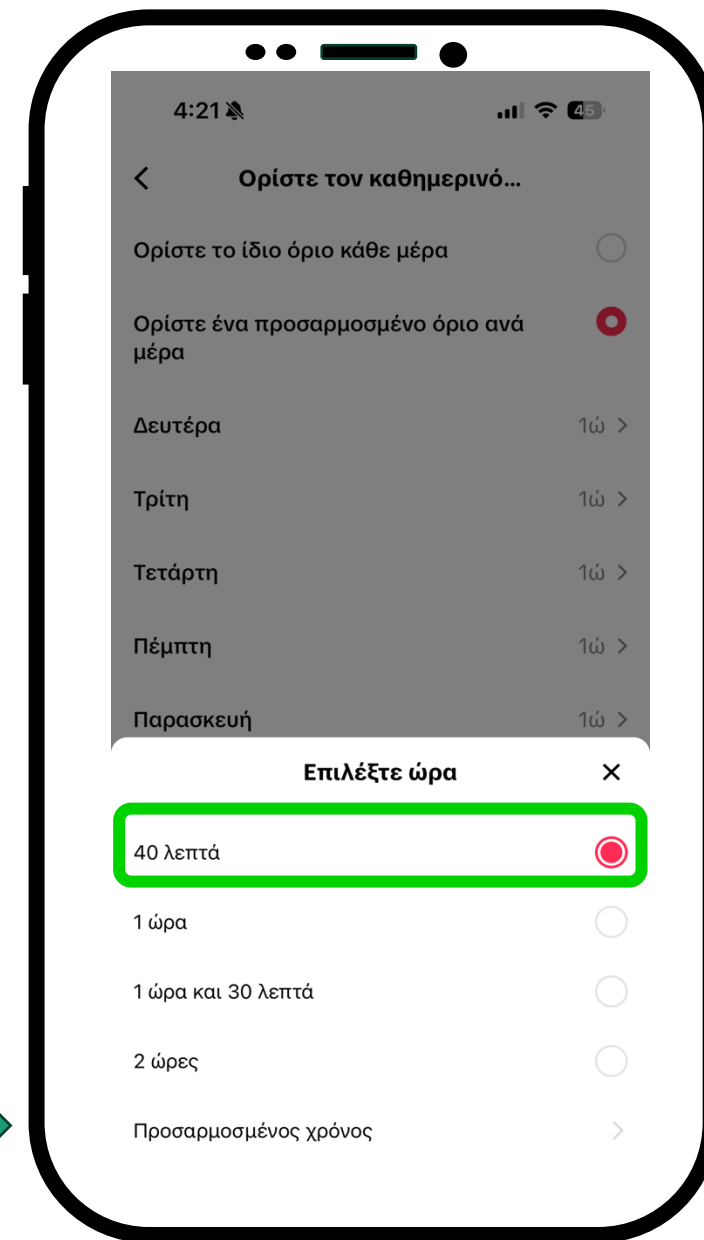 4:21
45
Ορίστε τον καθημερινό...
Ορίστε το ίδιο όριο κάθε μέρα
Ορίστε ένα προσαρμοσμένο όριο ανά
μέρα
Δευτέρα 1ώ
Τρίτη 1ώ
Τετάρτη 1ώ
Πέμπτη 1ώ
Παρασκευή 1ώ
Επιλέξτε ώρα
40 λεπτά
1 ώρα
1 ώρα και 30 λεπτά
2 ώρες
Προσαρμοσμένος χρόνος